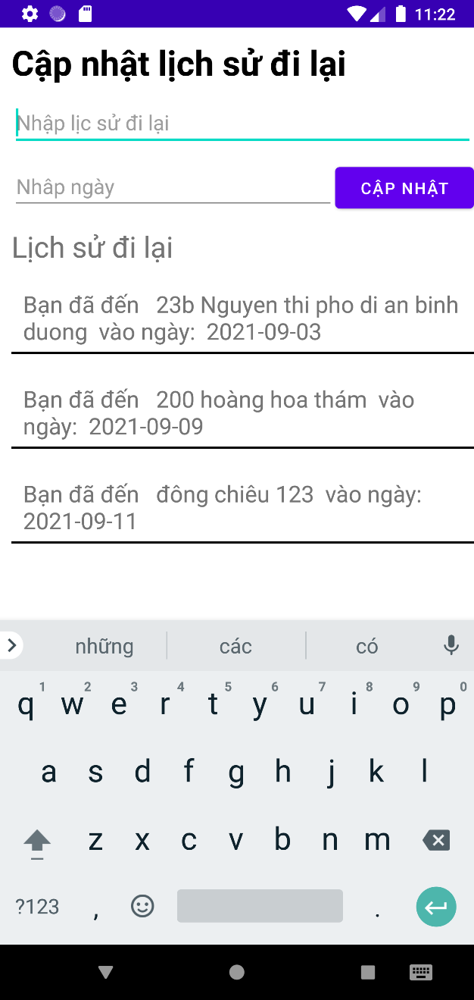 11:22
Cập nhật lịch sử đi lại
Nhập lịc sử đi lại
Nhâp ngày
CẬP NHẬT
Lịch sử đi lại
Bạn đã đến 23b Nguyen thi pho di an binh
duong vào ngày: 2021-09-03
Bạn đã đến 200 hoàng hoa thám vào
ngày: 2021-09-09
Bạn đã đến đông chiêu 123 vào ngày:
2021-09-11
những các có
1 2 3 4 5 6 7 8 9 0
q w e r t y u i o p
a s d f g h j k l
z x c v b n m
?123 , .